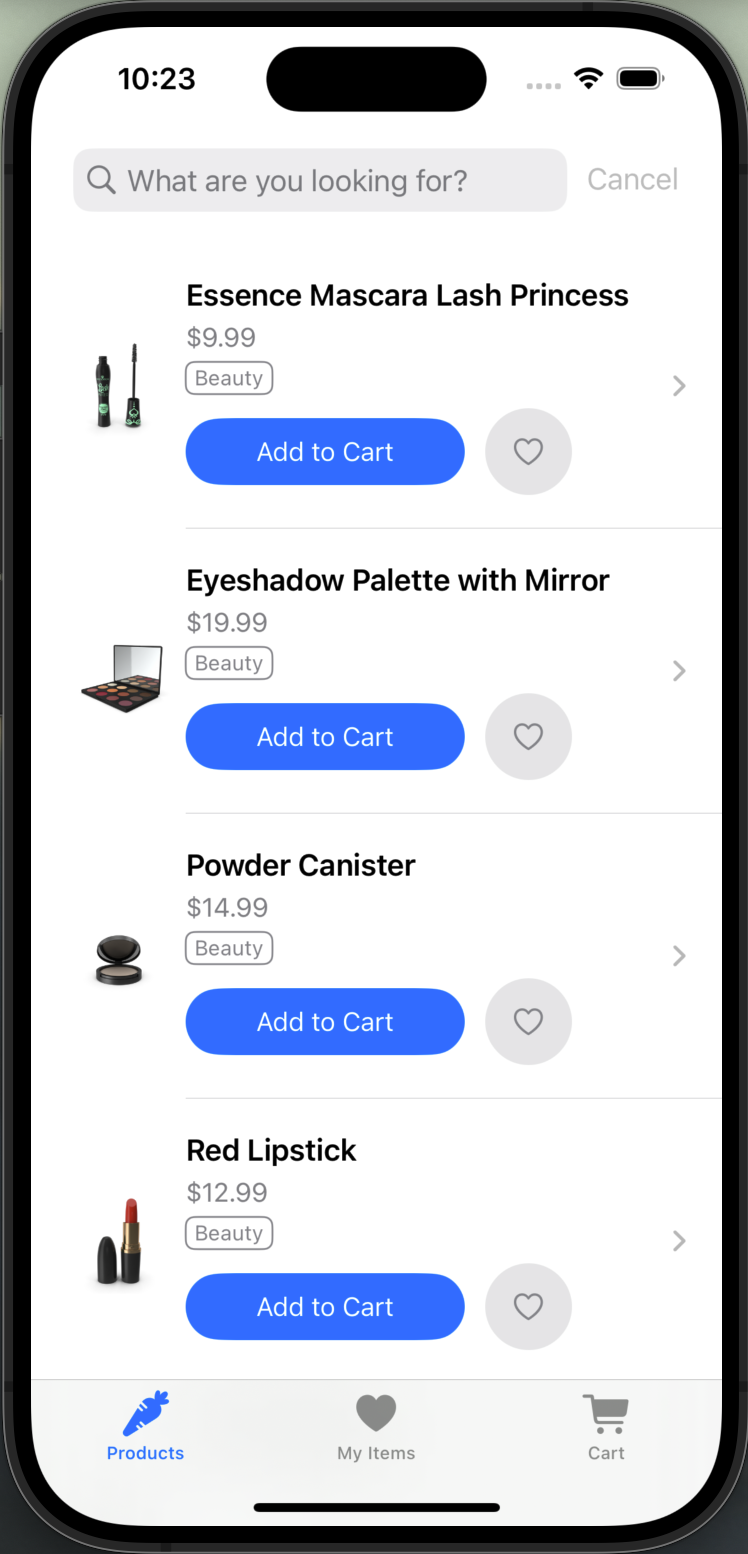 10:23
What are you looking for?
Cancel
Essence Mascara Lash Princess
$9.99
Beauty
Add to Cart
Eyeshadow Palette with Mirror
$19.99
Beauty
Add to Cart
Powder Canister
$14.99
Beauty
Add to Cart
Red Lipstick
$12.99
Beauty
Add to Cart
Products
My Items
Cart